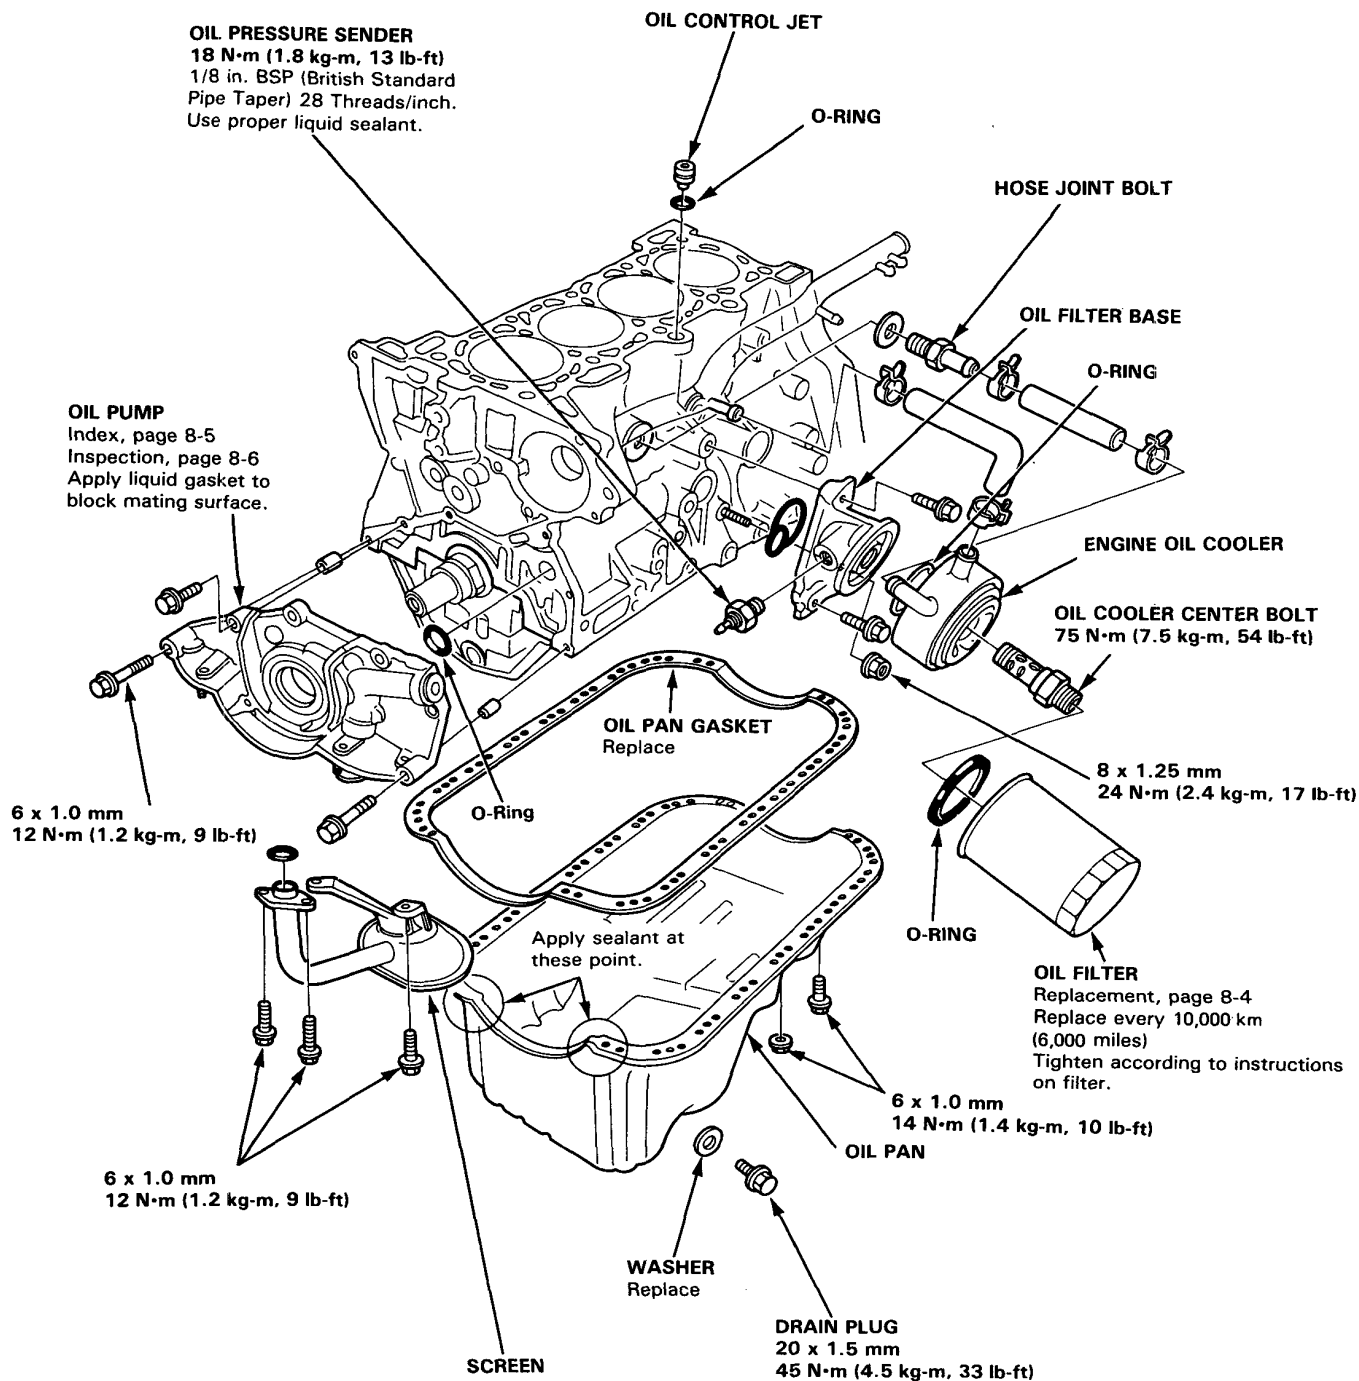 OIL PRESSURE SENDER
18 N•m (1.8 kg-m, 13 lb-ft)
1/8 in. BSP (British Standard
Pipe Taper) 28 Threads/inch.
Use proper liquid sealant.
OIL CONTROL JET
O-RING
HOSE JOINT BOLT
OIL FILTER BASE
O-RING
OIL PUMP
Index, page 8-5
Inspection, page 8-6
Apply liquid gasket to
block mating surface.
ENGINE OIL COOLER
OIL COOLER CENTER BOLT
75 N•m (7.5 kg-m, 54 lb-ft)
OIL PAN GASKET
Replace
8 x 1.25 mm
24 N•m (2.4 kg-m, 17 lb-ft)
6 x 1.0 mm
12 N•m (1.2 kg-m, 9 lb-ft)
O-Ring
O-RING
Apply sealant at
these point.
OIL FILTER
Replacement, page 8-4
Replace every 10,000 km
(6,000 miles)
Tighten according to instructions
on filter.
6 x 1.0 mm
14 N•m (1.4 kg-m, 10 lb-ft)
OIL PAN
6 x 1.0 mm
12 N•m (1.2 kg-m, 9 lb-ft)
WASHER
Replace
DRAIN PLUG
20 x 1.5 mm
45 N•m (4.5 kg-m, 33 lb-ft)
SCREEN